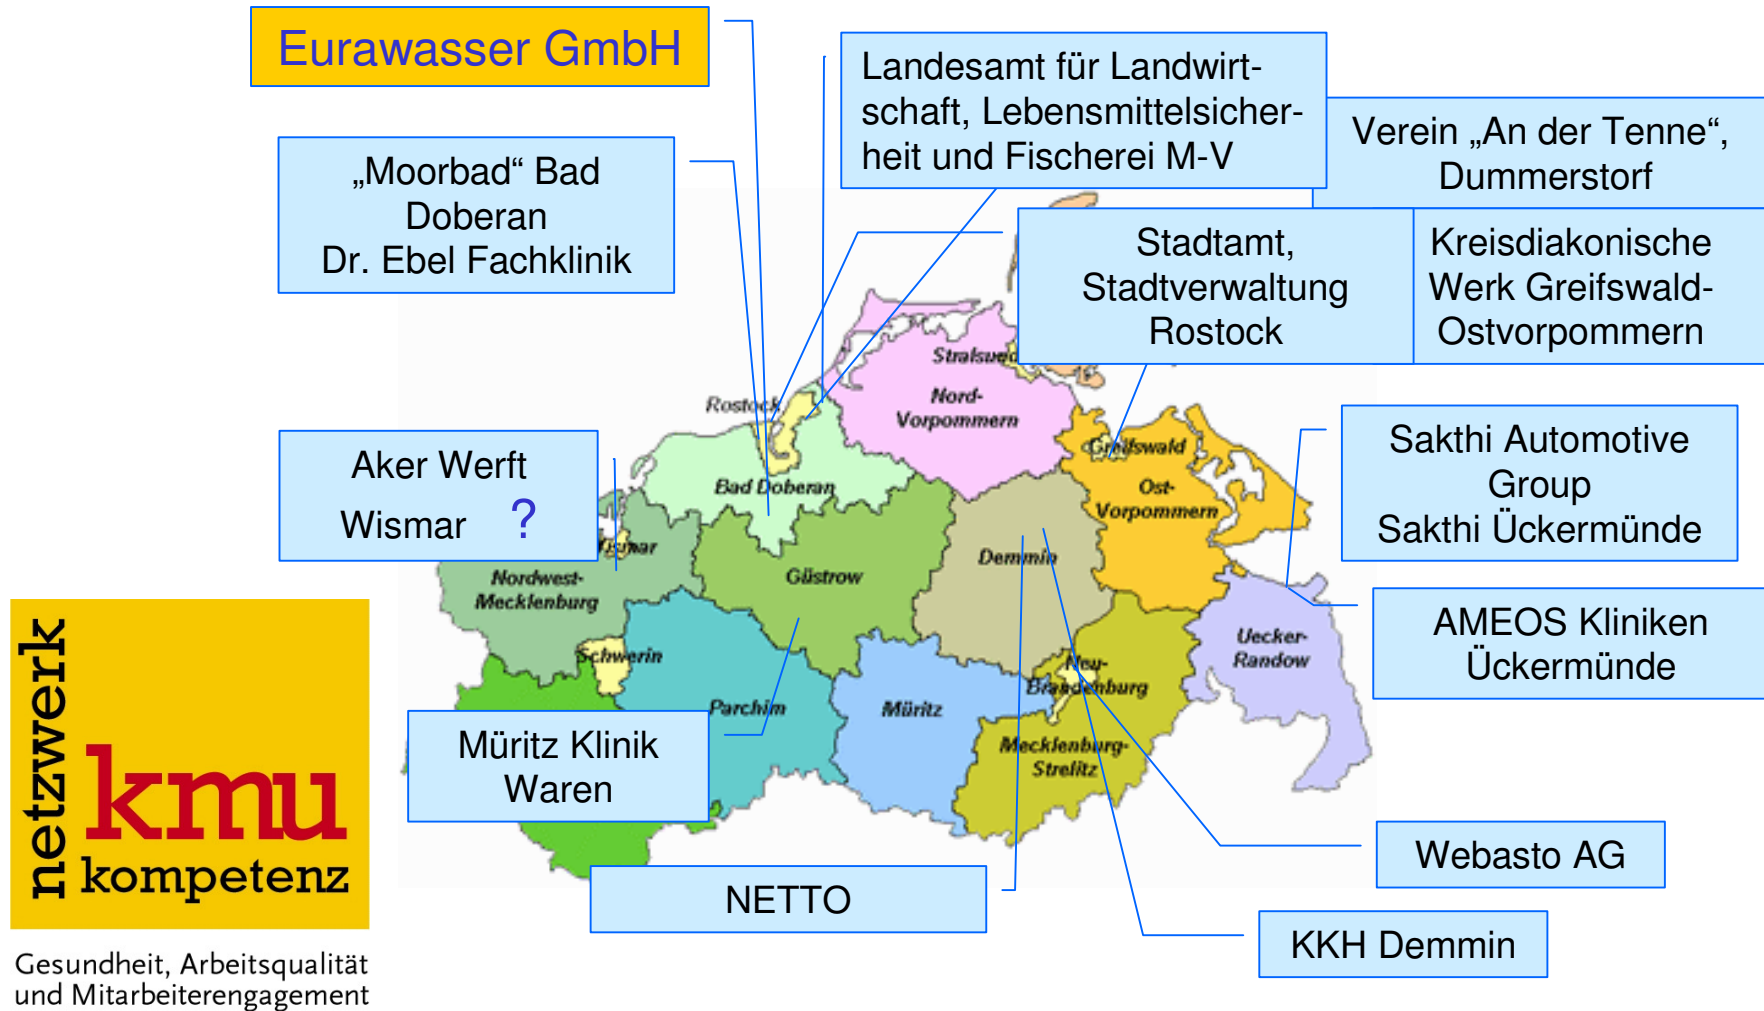 Eurawasser GmbH
Landesamt für Landwirt-
schaft, Lebensmittelsicher-
heit und Fischerei M-V
Verein „An der Tenne“,
Dummerstorf
„Moorbad“ Bad
Doberan
Dr. Ebel Fachklinik
Stadtamt,
Stadtverwaltung
Rostock
Kreisdiakonische
Werk Greifswald-
Ostvorpommern
Stralsund
Rostock
Nord-
Vorpommern
Greifswald
Aker Werft
Wismar ?
Sakthi Automotive
Group
Sakthi Ückermünde
Bad Doberan
Ost-
Vorpommern
Wismar
Nordwest-
Mecklenburg
Güstrow
Demmin
AMEOS Kliniken
Ückermünde
Uecker-
Randow
Schwerin
Neu-
Brandenburg
Parchim
Müritz
Mecklenburg-
Strelitz
Müritz Klinik
Waren
Webasto AG
NETTO
KKH Demmin
netzwerk
kmu
kompetenz
Gesundheit, Arbeitsqualität
und Mitarbeiterengagement